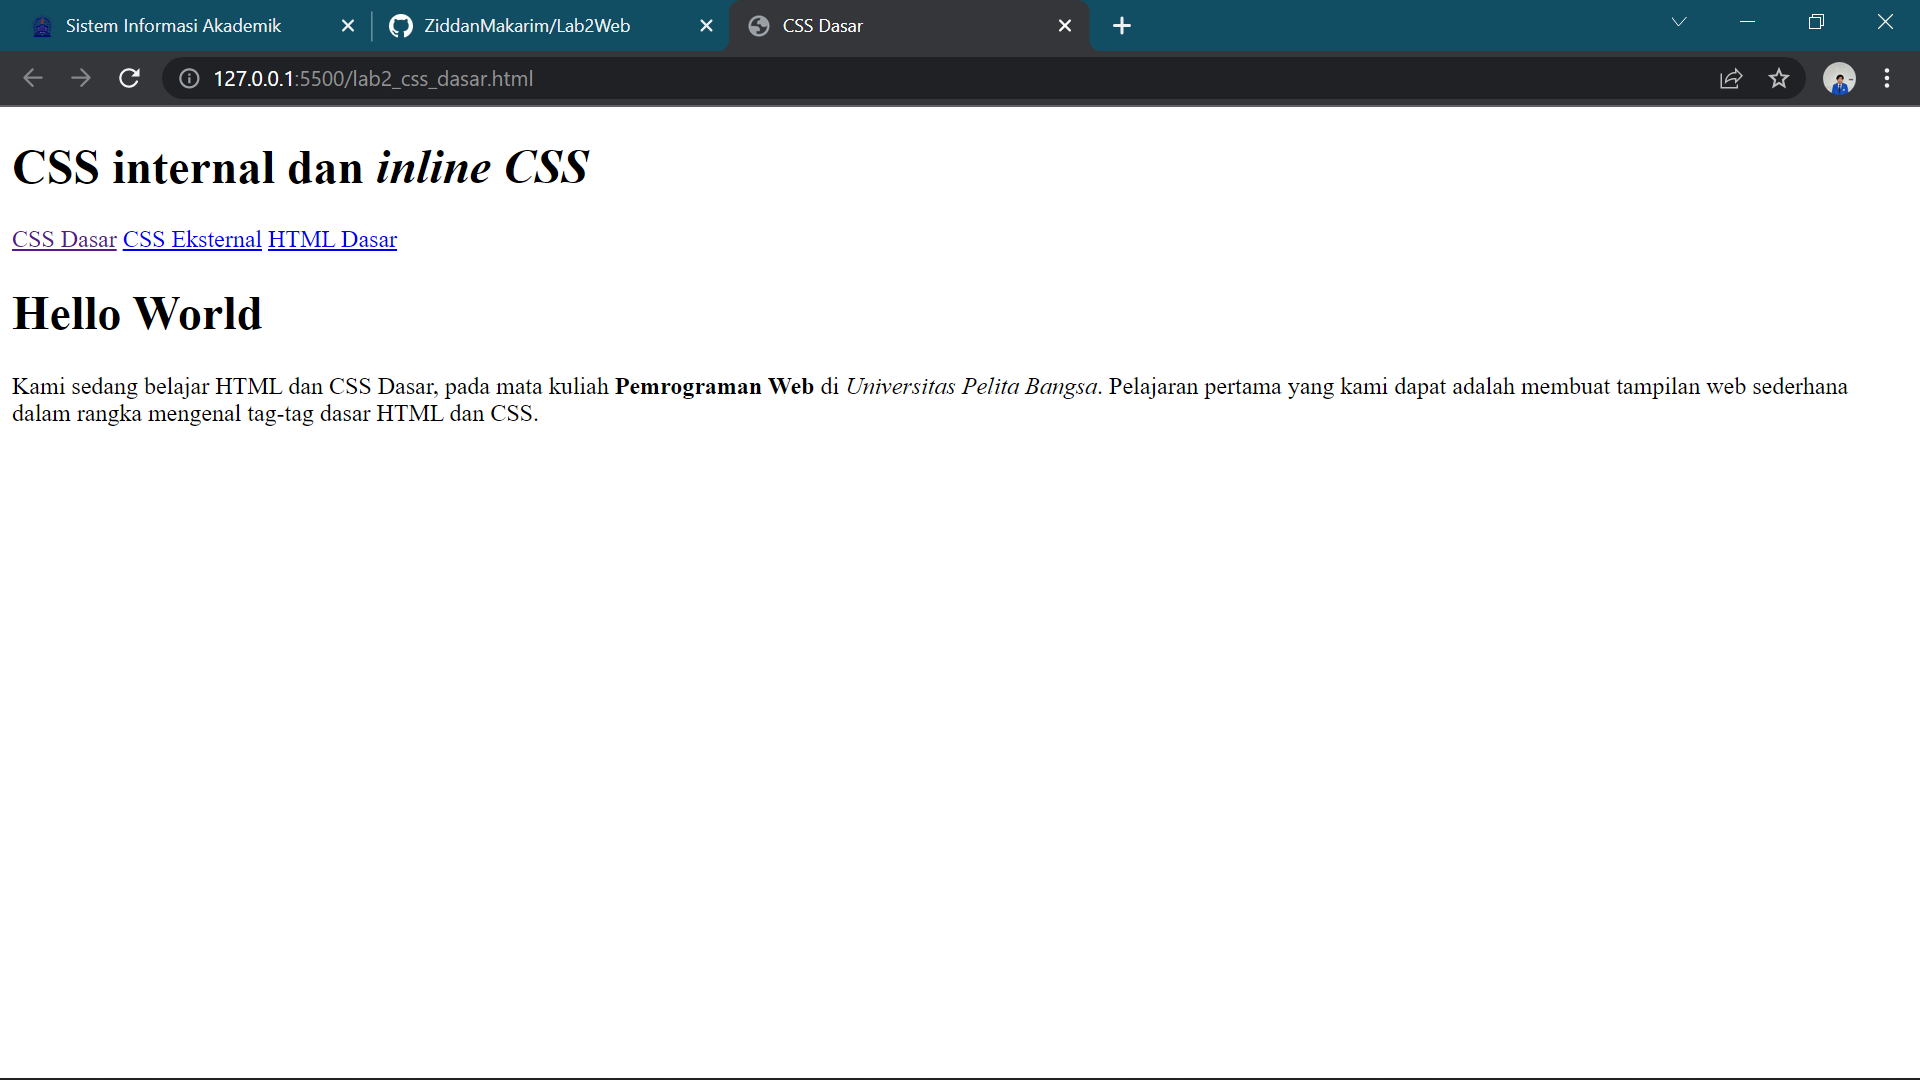 Sistem Informasi Akademik
ZiddanMakarim/Lab2Web
CSS Dasar
127.0.0.1:5500/lab2_css_dasar.html
CSS internal dan inline CSS
CSS Dasar CSS Eksternal HTML Dasar
Hello World
Kami sedang belajar HTML dan CSS Dasar, pada mata kuliah Pemrograman Web di Universitas Pelita Bangsa. Pelajaran pertama yang kami dapat adalah membuat tampilan web sederhana
dalam rangka mengenal tag-tag dasar HTML dan CSS.